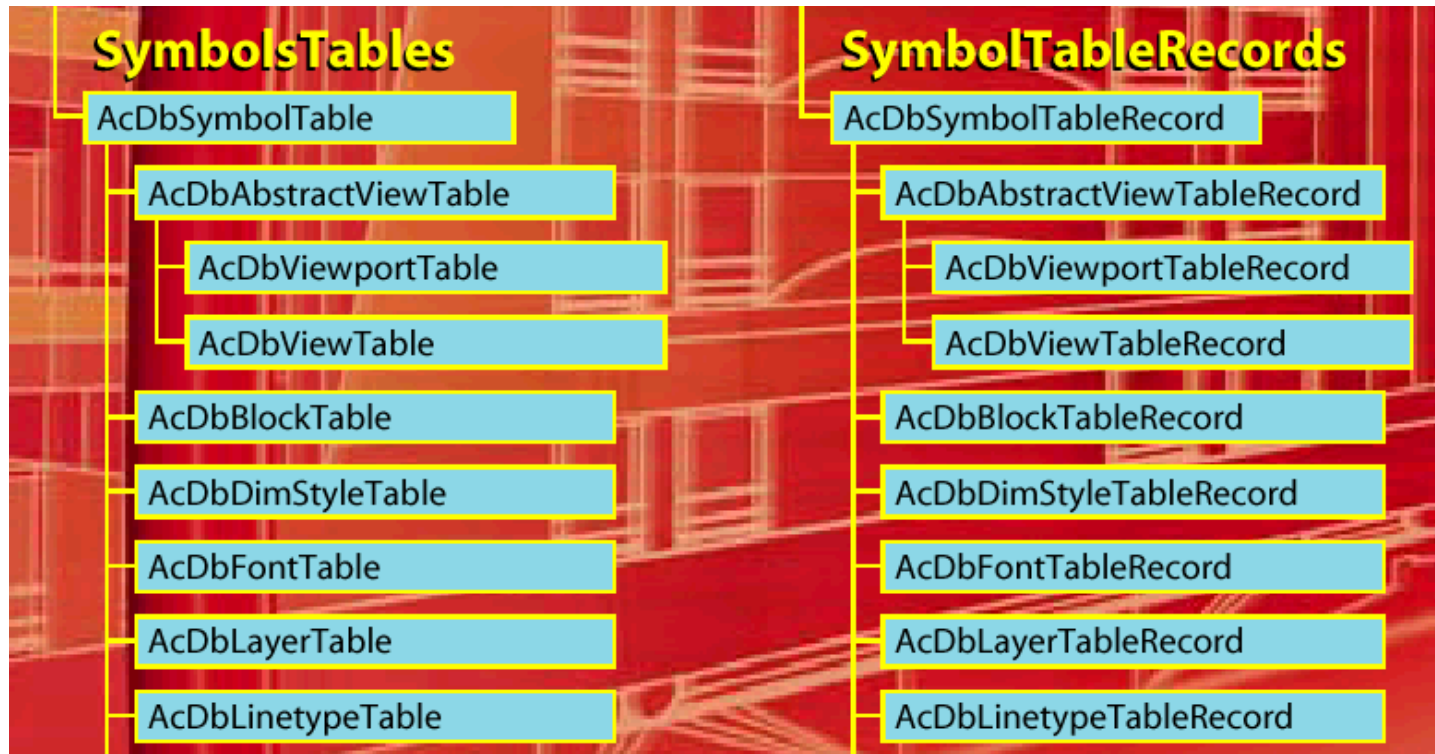 SymbolsTables
AcDbSymbolTable
AcDbAbstractViewTable
AcDbViewportTable
AcDbViewTable
AcDbBlockTable
AcDbDimStyleTable
AcDbFontTable
AcDbLayerTable
AcDbLinetypeTable
SymbolTableRecords
AcDbSymbolTableRecord
AcDbAbstractViewTableRecord
AcDbViewportTableRecord
AcDbViewTableRecord
AcDbBlockTableRecord
AcDbDimStyleTableRecord
AcDbFontTableRecord
AcDbLayerTableRecord
AcDbLinetypeTableRecord